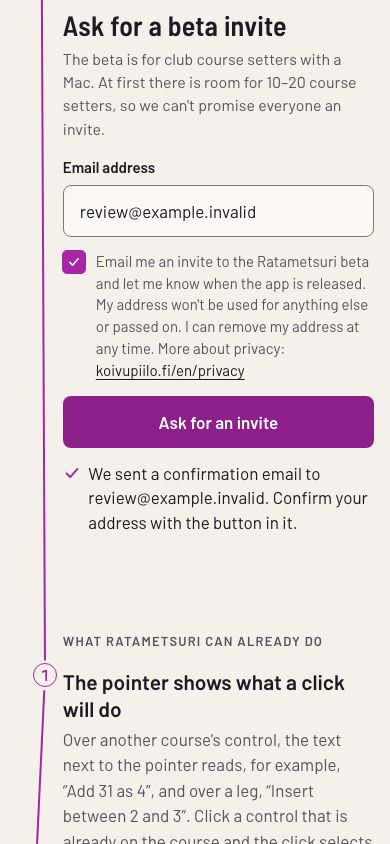 Ask for a beta invite
The beta is for club course setters with a
Mac. At first there is room for 10–20 course
setters, so we can't promise everyone an
invite.
Email address
review@example.invalid
Email me an invite to the Ratametsuri beta
and let me know when the app is released.
My address won't be used for anything else
or passed on. I can remove my address at
any time. More about privacy:
koivupiilo.fi/en/privacy
Ask for an invite
We sent a confirmation email to
review@example.invalid. Confirm your
address with the button in it.
WHAT RATAMETSURI CAN ALREADY DO
1
The pointer shows what a click
will do
Over another course's control, the text
next to the pointer reads, for example,
“Add 31 as 4”, and over a leg, “Insert
between 2 and 3”. Click a control that is
already on the course and the click selects